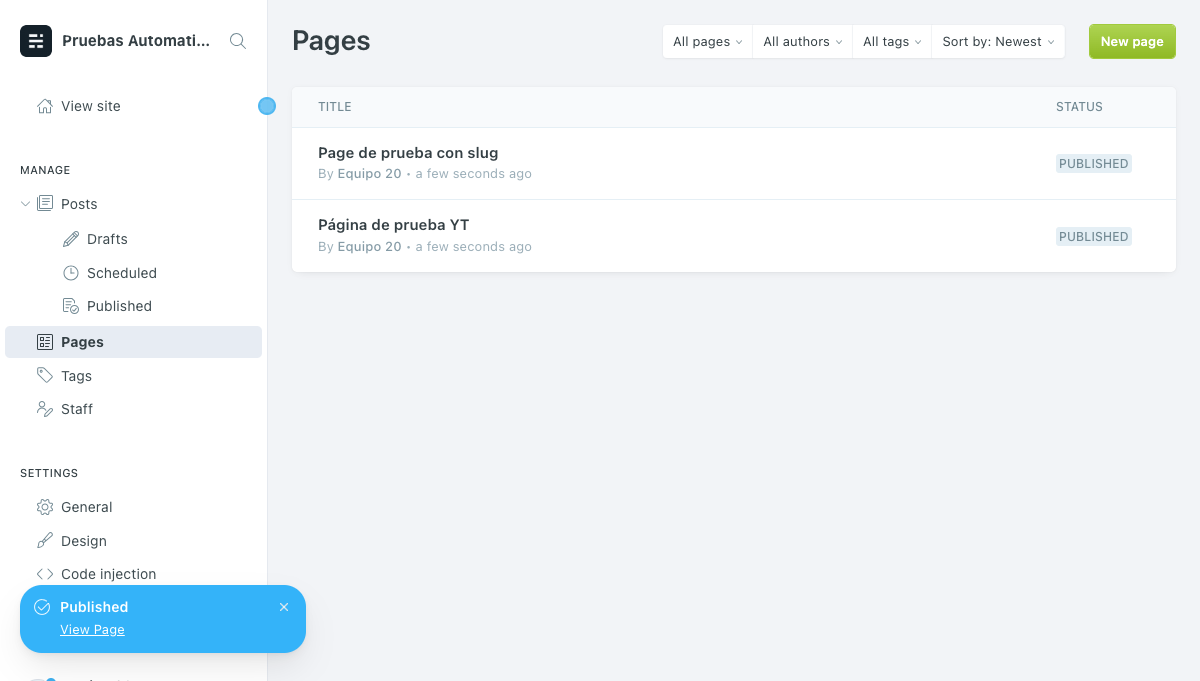 Pruebas Automati...
View site
MANAGE
Posts
Drafts
Scheduled
Published
Pages
Tags
Staff
SETTINGS
General
Design
Code injection
Published
View Page
Pages
All pages
All authors
All tags
Sort by: Newest
New page
TITLE STATUS
Page de prueba con slug
By Equipo 20 • a few seconds ago
PUBLISHED
Página de prueba YT
By Equipo 20 • a few seconds ago
PUBLISHED